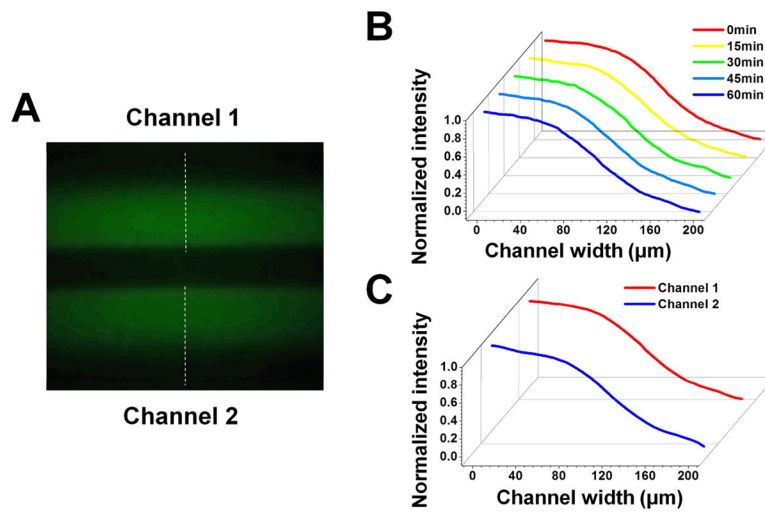 A
Channel 1
Channel 2
B
0min
15min
30min
45min
60min
Normalized intensity
1.0
0.8
0.6
0.4
0.2
0.0
0 40 80 120 160 200
Channel width (μm)
C
Channel 1
Channel 2
Normalized intensity
1.0
0.8
0.6
0.4
0.2
0.0
0 40 80 120 160 200
Channel width (μm)